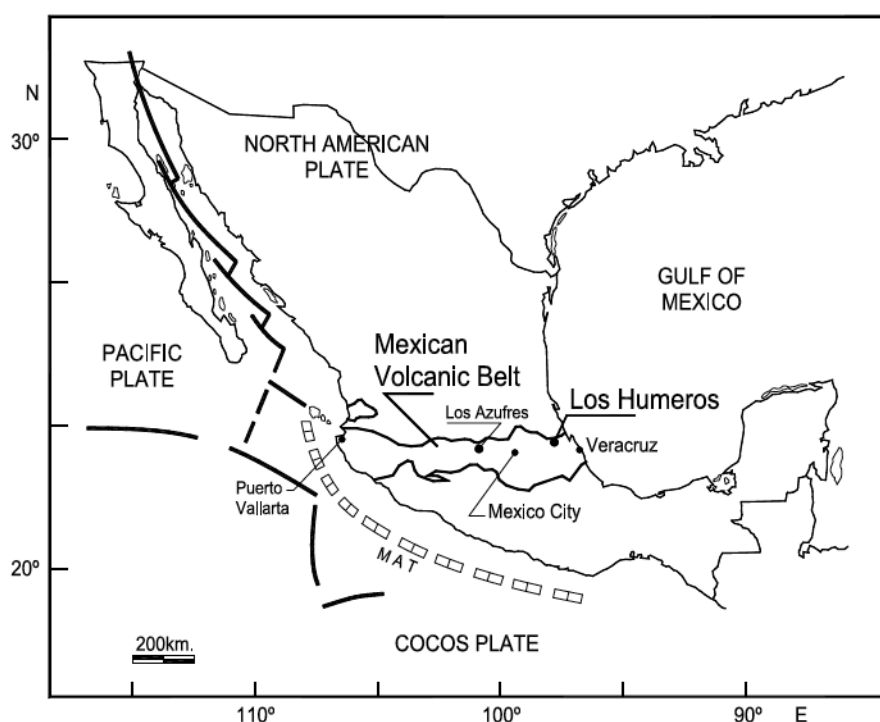 N
30º
NORTH AMERICAN
PLATE
GULF OF
MEXICO
PACIFIC
PLATE
Mexican
Volcanic Belt
Los Azufres
Los Humeros
Veracruz
Puerto
Vallarta
Mexico City
MAT
20º
COCOS PLATE
200km.
110º
100º
90º
E